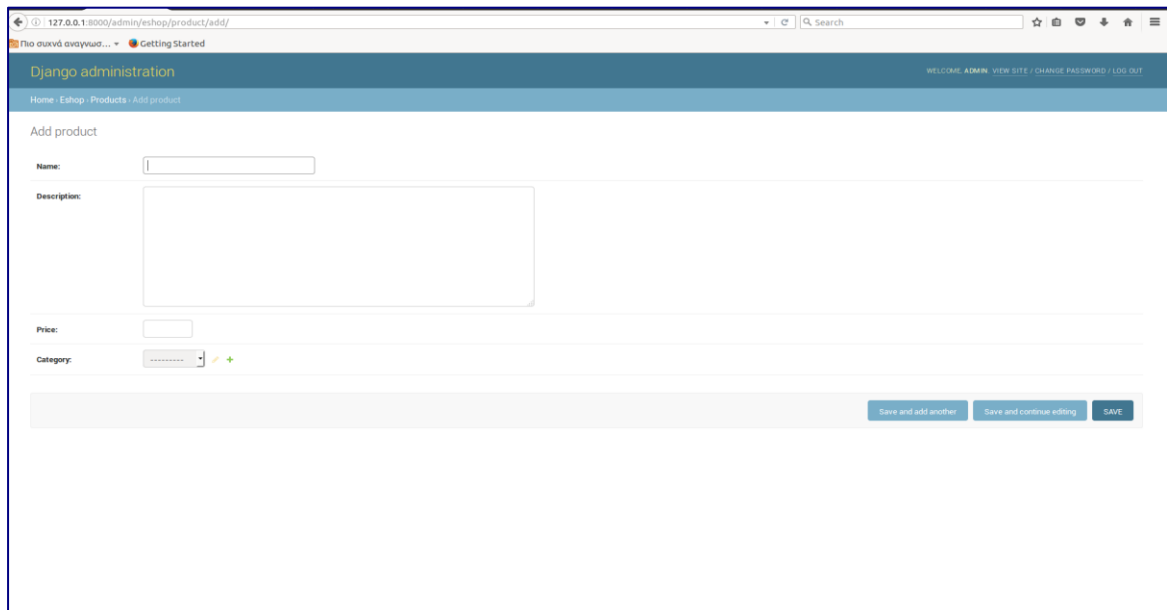 127.0.0.1:8000/admin/eshop/product/add/ Search
Πιο συχνά αναγνωσ... Getting Started
Django administration WELCOME, ADMIN. VIEW SITE / CHANGE PASSWORD / LOG OUT
Home › Eshop › Products › Add product
Add product
Name:
Description:
Price:
Category: ---------
Save and add another Save and continue editing SAVE